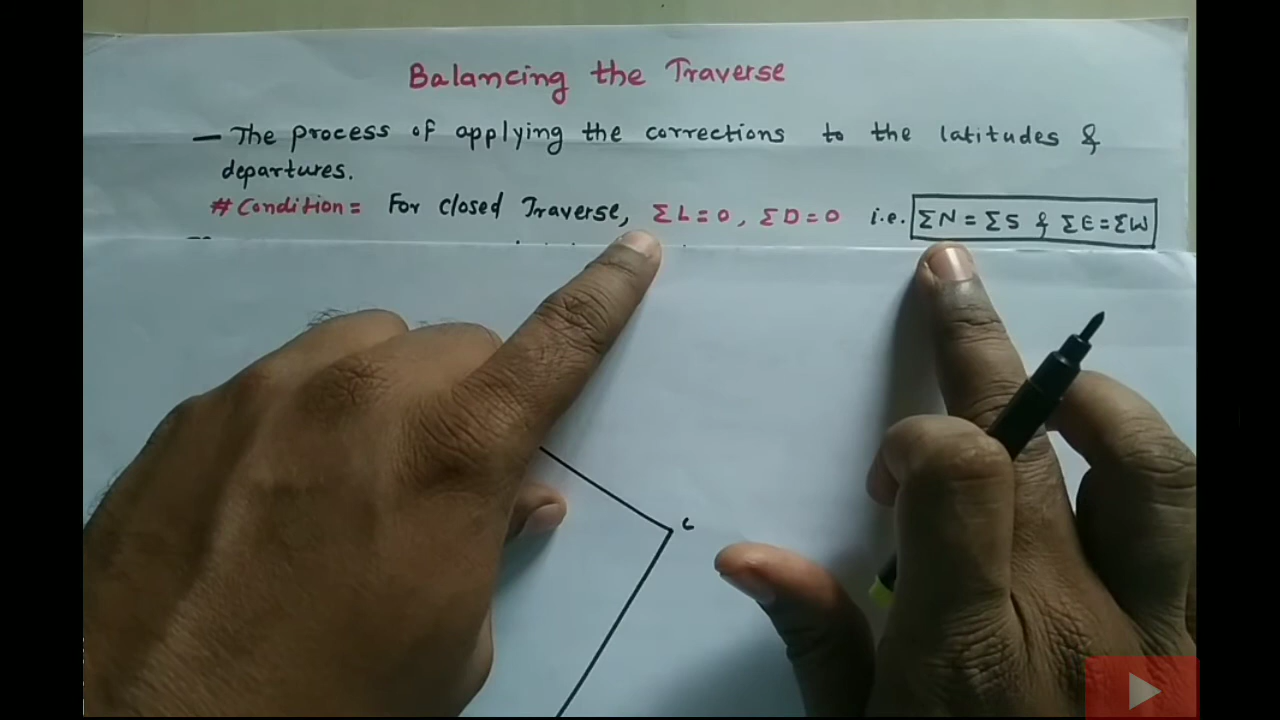 Balancing the Traverse
— The process of applying the corrections to the latitudes &
departures.
# Condition = For closed Traverse, ΣL=0, ΣD=0 i.e. ΣN = ΣS & ΣE=ΣW
C